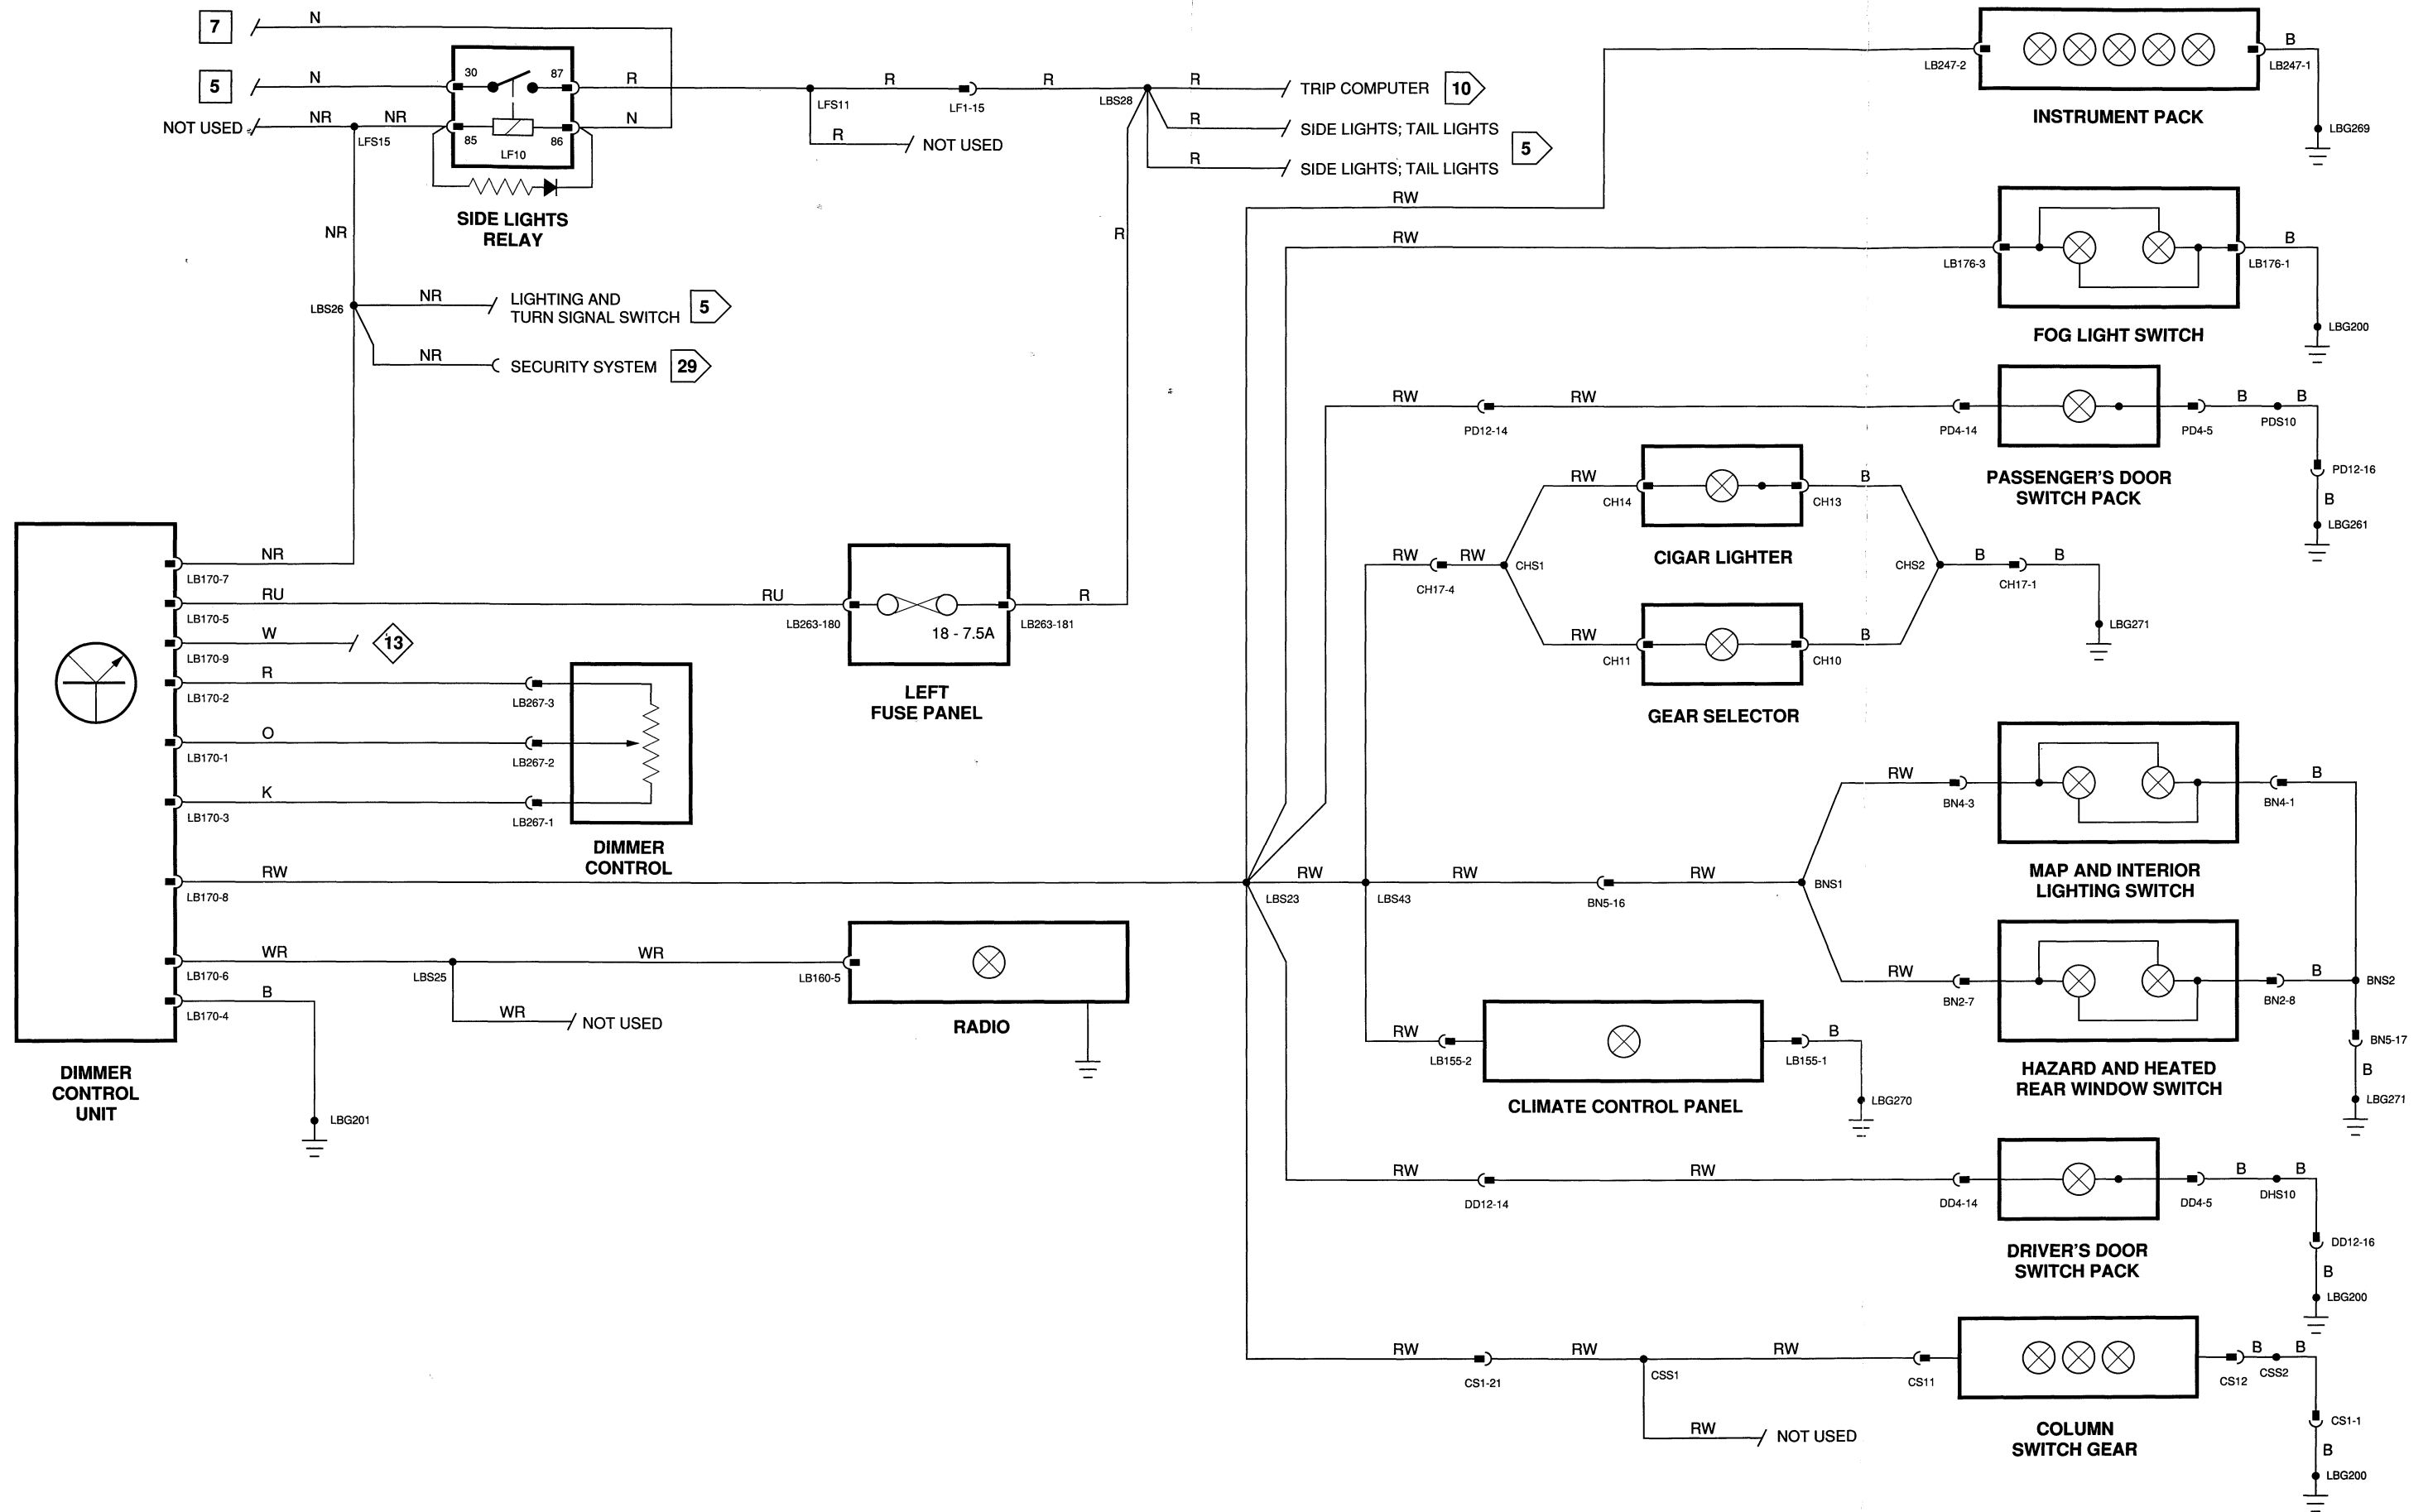 7
N
5
N
30
87
R
R
LFS11
LF1-15
R
LBS28
R
TRIP COMPUTER
10
NOT USED
NR
NR
LFS15
85
LF10
86
N
R
NOT USED
R
SIDE LIGHTS; TAIL LIGHTS
5
R
SIDE LIGHTS; TAIL LIGHTS
SIDE LIGHTS
RELAY
NR
R
LBS26
NR
LIGHTING AND
TURN SIGNAL SWITCH
5
NR
SECURITY SYSTEM
29
RW
LB247-2
LB247-1
B
INSTRUMENT PACK
LBG269
RW
LB176-3
LB176-1
B
FOG LIGHT SWITCH
LBG200
RW
PD12-14
RW
PD4-14
PD4-5
B
PDS10
B
PASSENGER'S DOOR
SWITCH PACK
PD12-16
B
LBG261
RW
CH14
CH13
B
CIGAR LIGHTER
RW
CH17-4
RW
CHS1
CHS2
B
CH17-1
B
LBG271
RW
CH11
CH10
B
GEAR SELECTOR
NR
LB170-7
RU
LB170-5
RU
LB263-180
18 - 7.5A
LB263-181
R
LEFT
FUSE PANEL
W
LB170-9
13
R
LB170-2
LB267-3
O
LB170-1
LB267-2
K
LB170-3
LB267-1
DIMMER
CONTROL
RW
LB170-8
LBS23
RW
LBS43
RW
BN5-16
RW
BNS1
RW
BN4-3
BN4-1
B
MAP AND INTERIOR
LIGHTING SWITCH
WR
LB170-6
LBS25
WR
LB160-5
RADIO
WR
NOT USED
B
LB170-4
LBG201
DIMMER
CONTROL
UNIT
RW
BN2-7
BN2-8
B
BNS2
HAZARD AND HEATED
REAR WINDOW SWITCH
BN5-17
B
LBG271
RW
LB155-2
LB155-1
B
LBG270
CLIMATE CONTROL PANEL
RW
DD12-14
RW
DD4-14
DD4-5
B
DHS10
B
DRIVER'S DOOR
SWITCH PACK
DD12-16
B
LBG200
RW
CS1-21
RW
CSS1
RW
CS11
CS12
B
CSS2
B
COLUMN
SWITCH GEAR
RW
NOT USED
CS1-1
B
LBG200